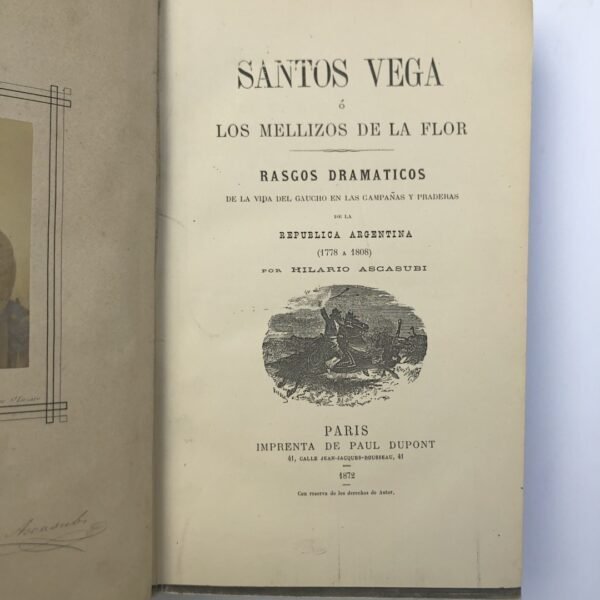 SANTOS VEGA
ó
LOS MELLIZOS DE LA FLOR
RASGOS DRAMATICOS
DE LA VIDA DEL GAUCHO EN LAS CAMPAÑAS Y PRADERAS
DE LA
REPUBLICA ARGENTINA
(1778 A 1808)
POR HILARIO ASCASUBI
PARIS
IMPRENTA DE PAUL DUPONT
41, CALLE JEAN-JACQUES-ROUSSEAU, 41
1872
Con reserva de los derechos de Autor.
Ascasubi